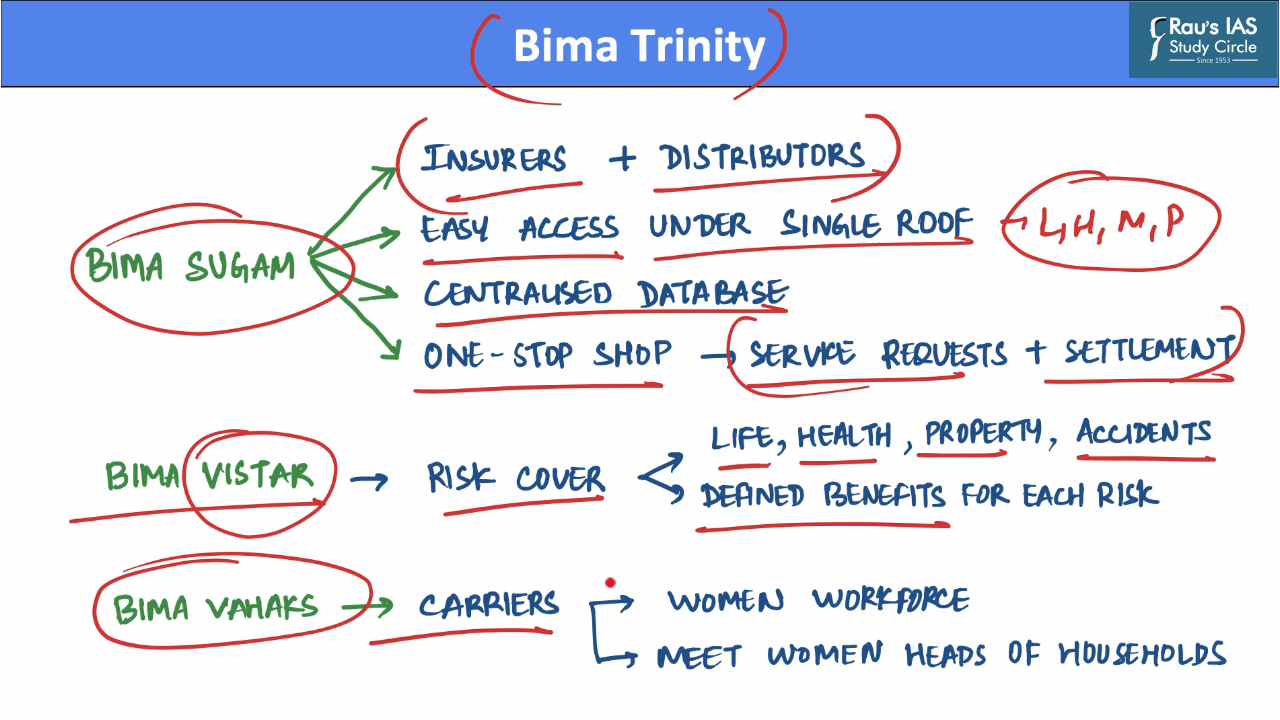 Bima Trinity
Rau's IAS
Study Circle
Since 1953
INSURERS + DISTRIBUTORS
BIMA SUGAM
EASY ACCESS UNDER SINGLE ROOF → L, H, M, P
CENTRALISED DATABASE
ONE-STOP SHOP → SERVICE REQUESTS + SETTLEMENT
BIMA VISTAR → RISK COVER
LIFE, HEALTH, PROPERTY, ACCIDENTS
DEFINED BENEFITS FOR EACH RISK
BIMA VAHAKS → CARRIERS
WOMEN WORKFORCE
MEET WOMEN HEADS OF HOUSEHOLDS